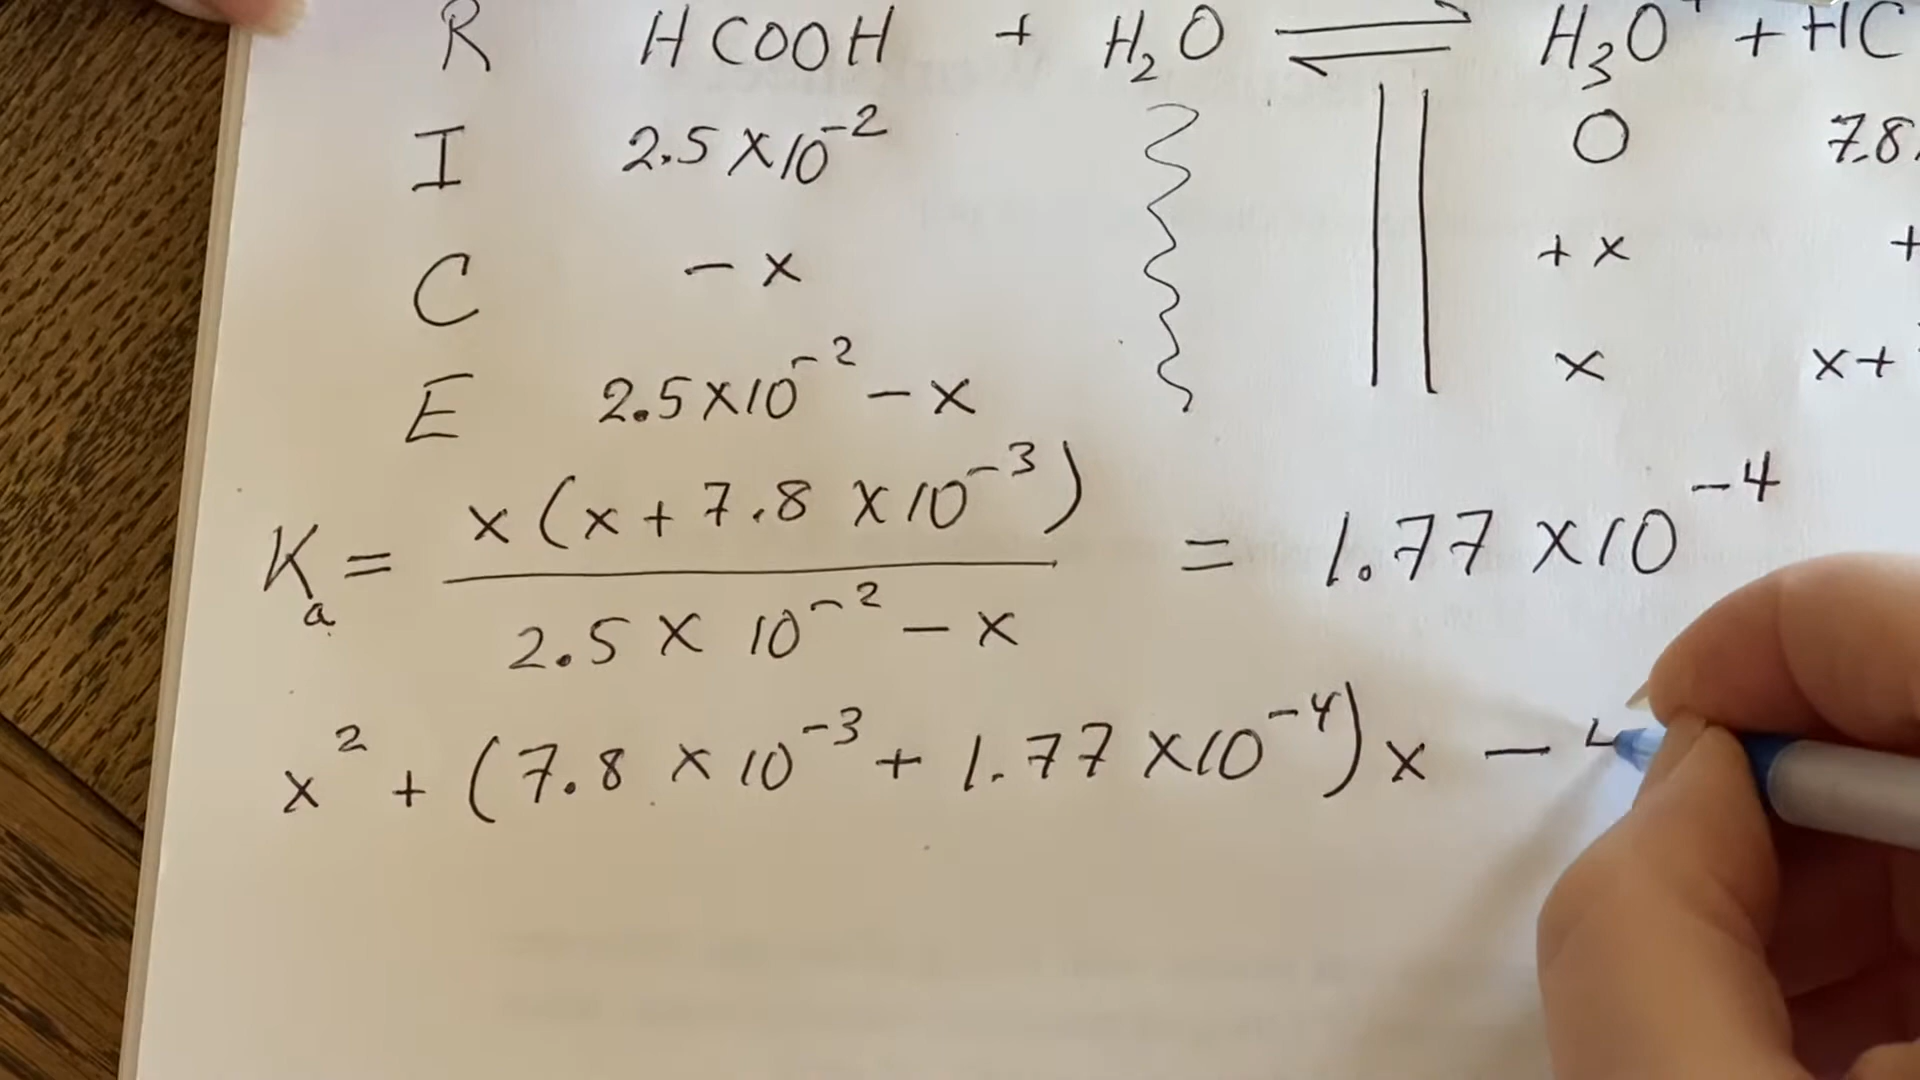 R HCOOH + H₂O ⇌ H₃O⁺ + HC
I 2.5 × 10⁻² 0 7.8
C - x + x +
E 2.5 × 10⁻² - x x x +
Kₐ = x(x + 7.8 × 10⁻³) / 2.5 × 10⁻² - x = 1.77 × 10⁻⁴
x² + (7.8 × 10⁻³ + 1.77 × 10⁻⁴)x - 4